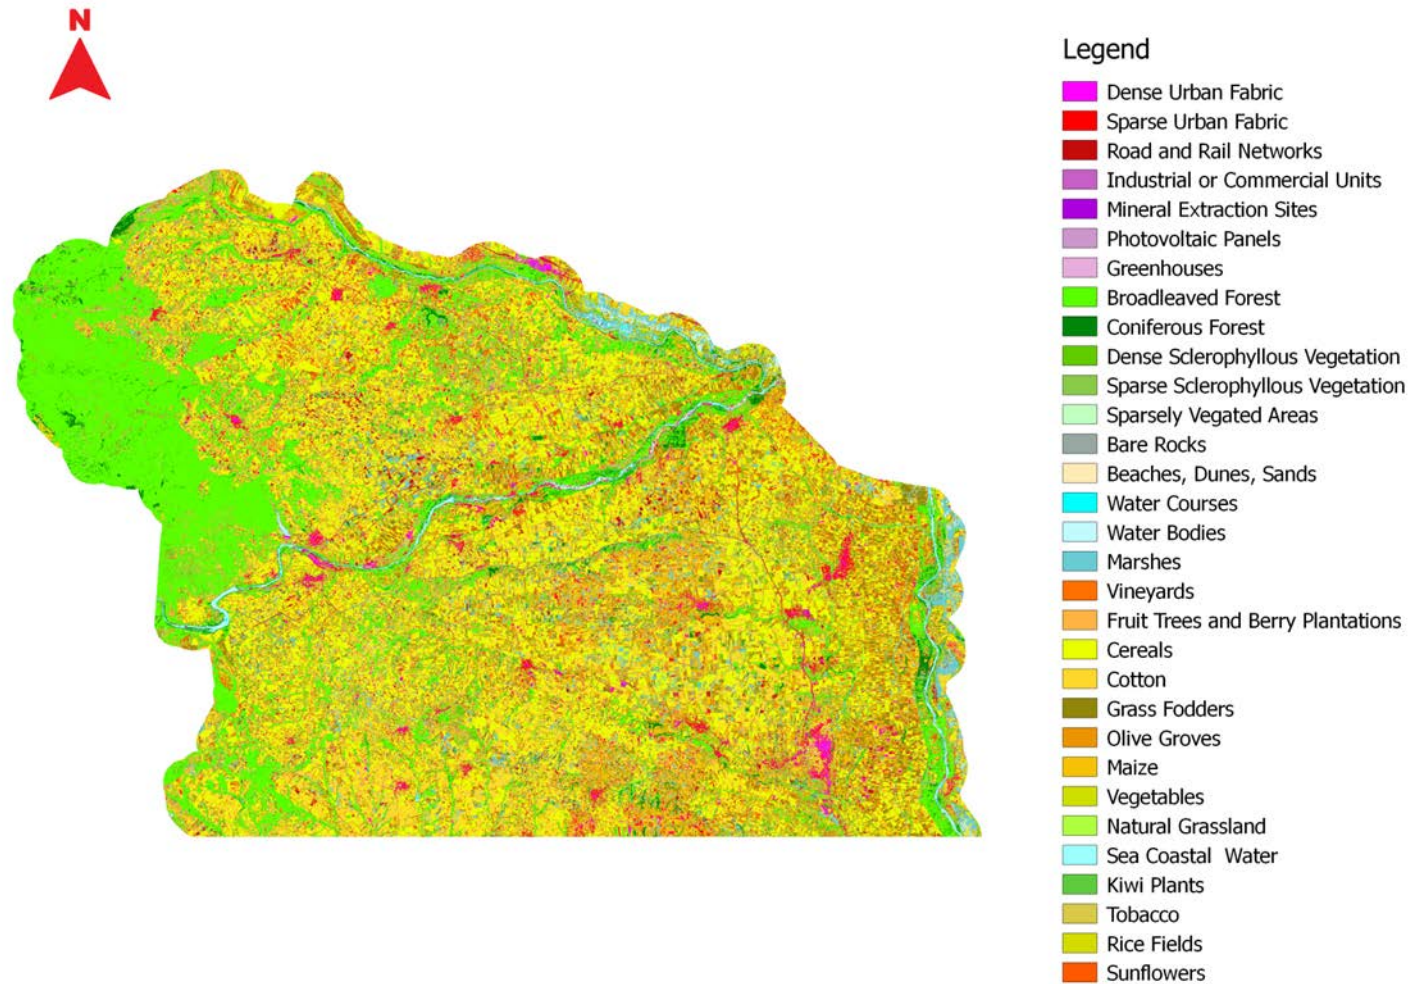 N
Legend
Dense Urban Fabric
Sparse Urban Fabric
Road and Rail Networks
Industrial or Commercial Units
Mineral Extraction Sites
Photovoltaic Panels
Greenhouses
Broadleaved Forest
Coniferous Forest
Dense Sclerophyllous Vegetation
Sparse Sclerophyllous Vegetation
Sparsely Vegated Areas
Bare Rocks
Beaches, Dunes, Sands
Water Courses
Water Bodies
Marshes
Vineyards
Fruit Trees and Berry Plantations
Cereals
Cotton
Grass Fodders
Olive Groves
Maize
Vegetables
Natural Grassland
Sea Coastal  Water
Kiwi Plants
Tobacco
Rice Fields
Sunflowers